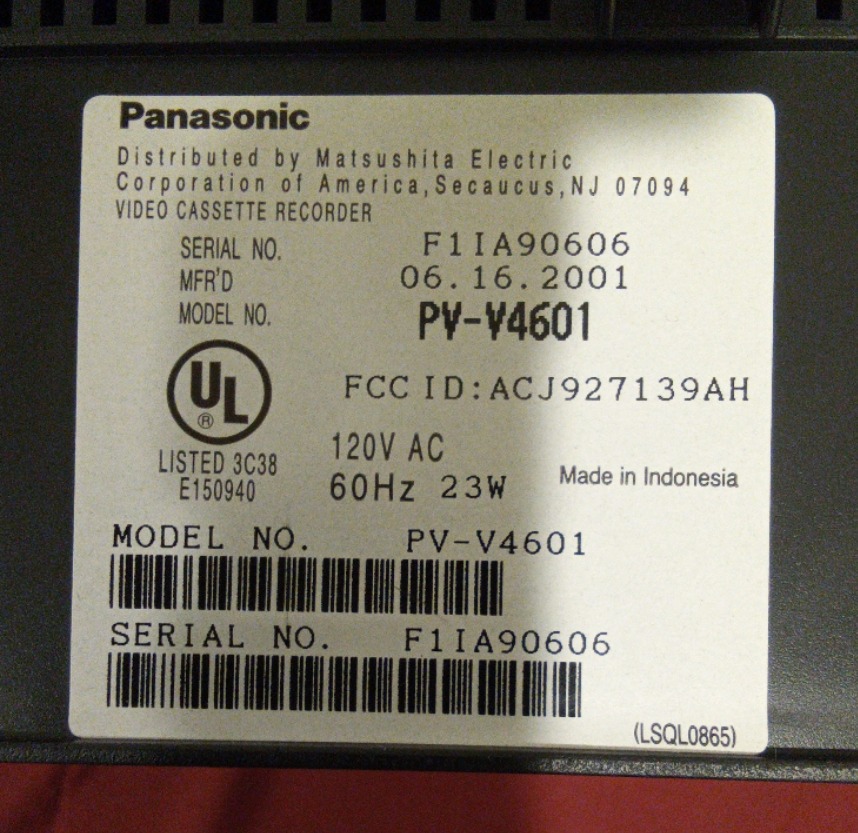 Panasonic
Distributed by Matsushita Electric
Corporation of America,Secaucus,NJ 07094
VIDEO CASSETTE RECORDER
SERIAL NO. F1IA90606
MFR'D 06.16.2001
MODEL NO. PV-V4601
UL
®
FCC ID:ACJ927139AH
LISTED 3C38
E150940
120V AC
60Hz 23W
Made in Indonesia
MODEL NO. PV-V4601
SERIAL NO. F1IA90606
(LSQL0865)